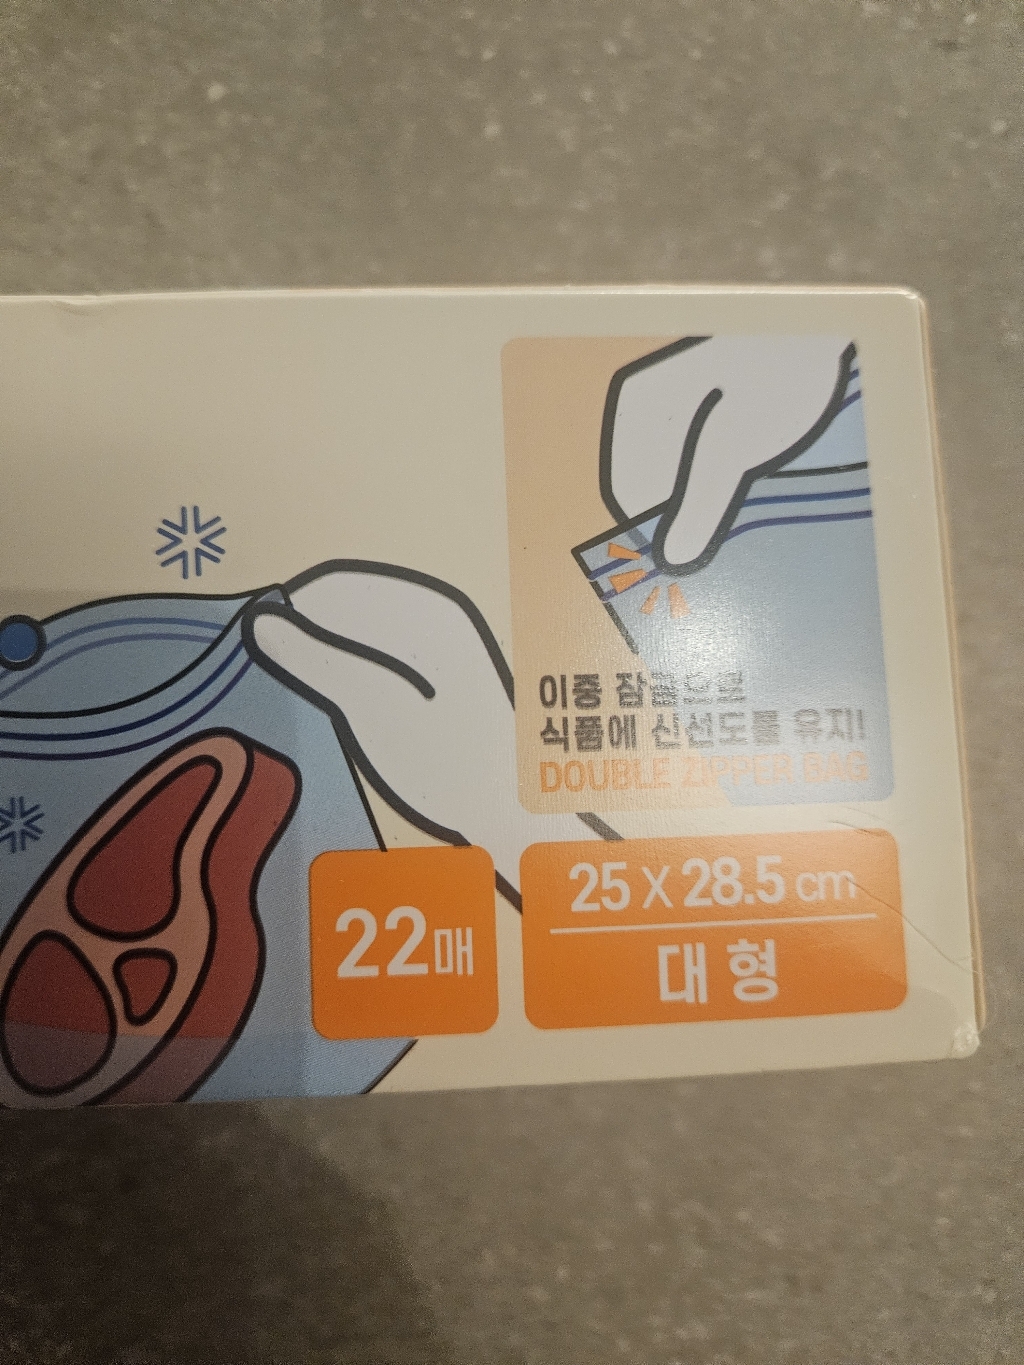 이중 잠금으로
식품에 신선도를 유지!
DOUBLE ZIPPER BAG
22매
25 X 28.5 cm
대형